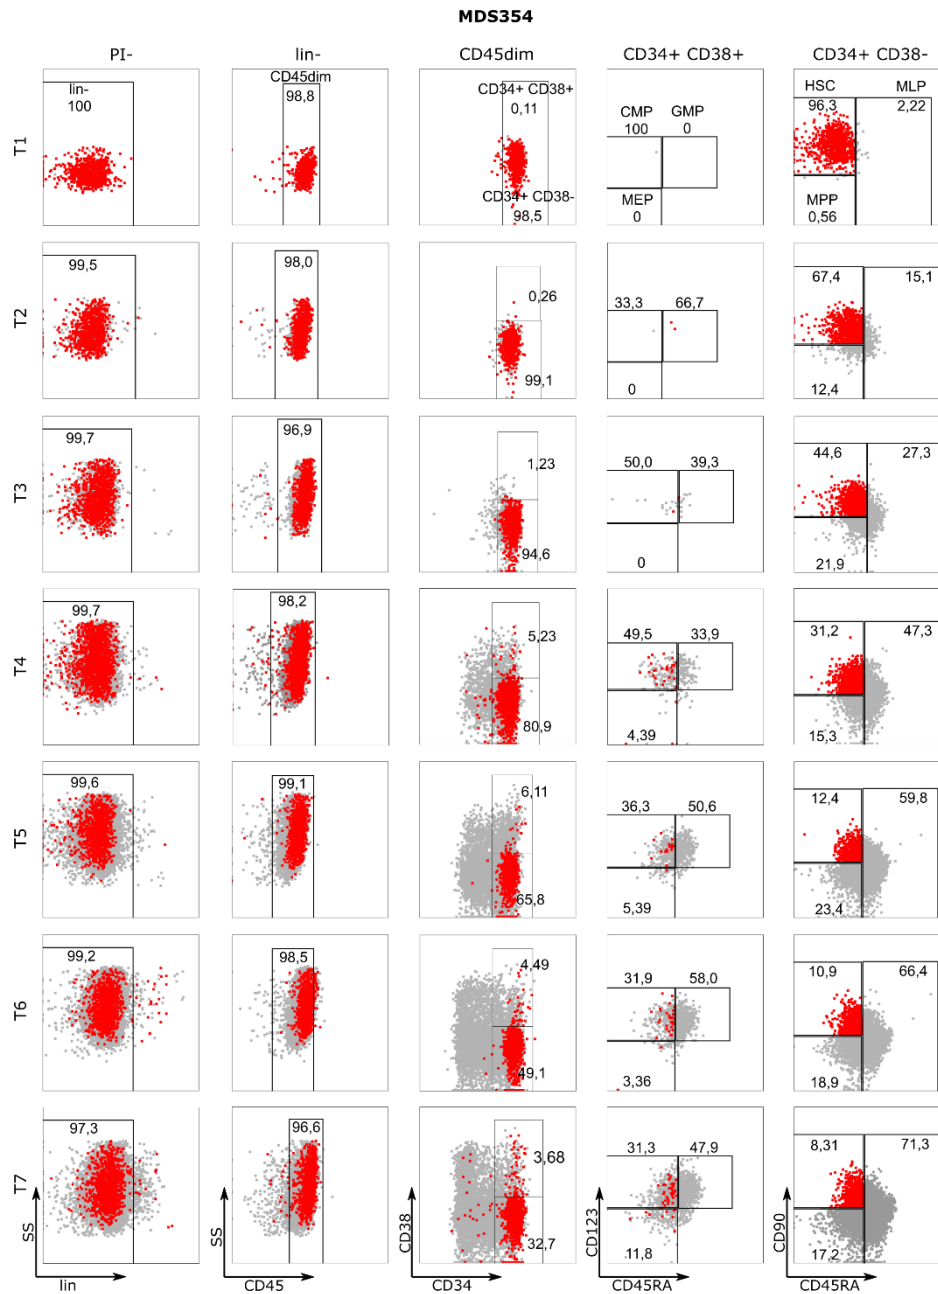 MDS354
PI-
lin-
CD45dim
CD34+ CD38+
CD34+ CD38-
T1
lin-
100
CD45dim
98,8
CD34+ CD38+
0,11
CD34+ CD38-
98,5
CMP
100
GMP
0
MEP
0
HSC
96,3
MLP
2,22
MPP
0,56
T2
99,5
98,0
0,26
99,1
33,3
66,7
0
67,4
15,1
12,4
T3
99,7
96,9
1,23
94,6
50,0
39,3
0
44,6
27,3
21,9
T4
99,7
98,2
5,23
80,9
49,5
33,9
4,39
31,2
47,3
15,3
T5
99,6
99,1
6,11
65,8
36,3
50,6
5,39
12,4
59,8
23,4
T6
99,2
98,5
4,49
49,1
31,9
58,0
3,36
10,9
66,4
18,9
T7
97,3
96,6
3,68
32,7
31,3
47,9
11,8
8,31
71,3
17,2
SS
lin
SS
CD45
CD38
CD34
CD123
CD45RA
CD90
CD45RA